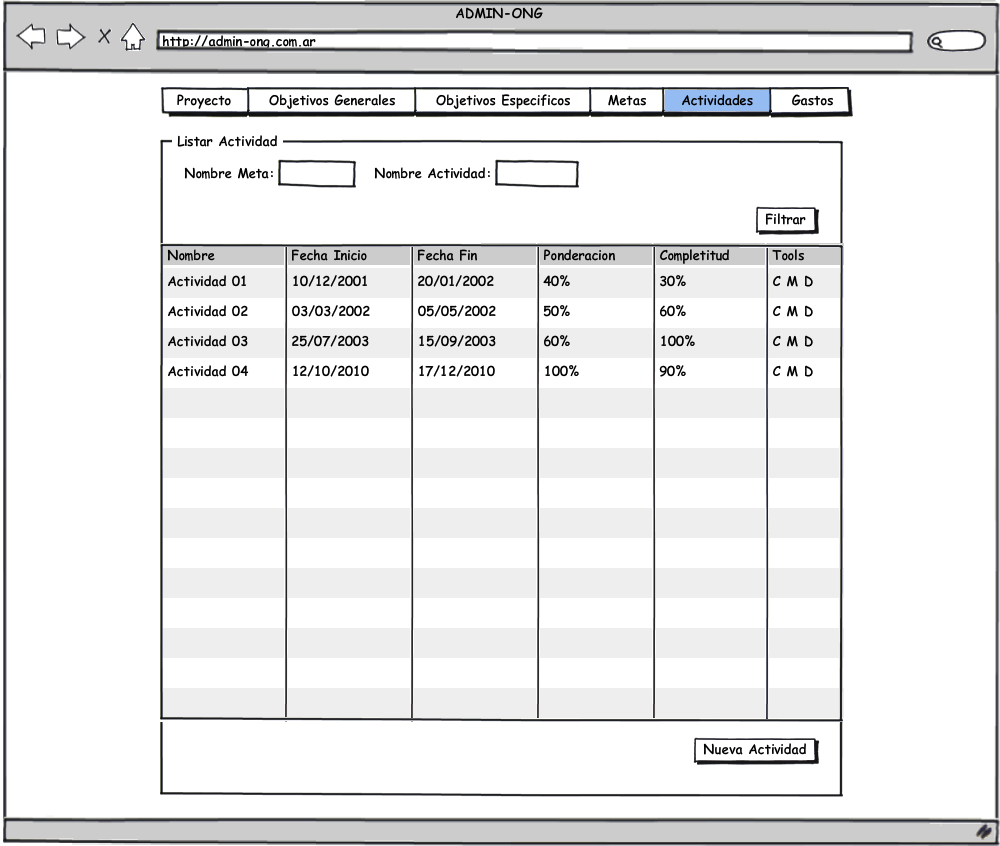 ADMIN-ONG
http://admin-ong.com.ar
Proyecto Objetivos Generales Objetivos Especificos Metas Actividades Gastos
Listar Actividad
Nombre Meta: Nombre Actividad:
Filtrar
Nombre Fecha Inicio Fecha Fin Ponderacion Completitud Tools
Actividad 01 10/12/2001 20/01/2002 40% 30% C M D
Actividad 02 03/03/2002 05/05/2002 50% 60% C M D
Actividad 03 25/07/2003 15/09/2003 60% 100% C M D
Actividad 04 12/10/2010 17/12/2010 100% 90% C M D
Nueva Actividad